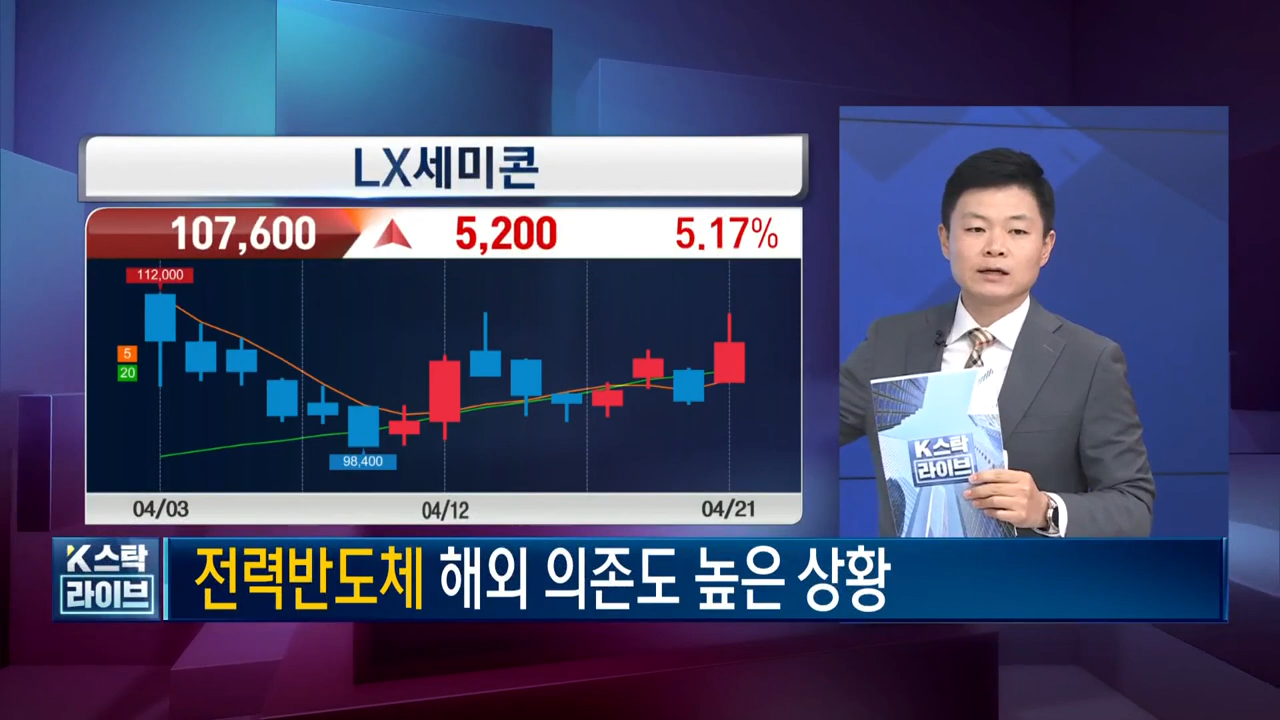 LX세미콘
107,600 5,200 5.17%
112,000
5
20
98,400
04/03 04/12 04/21
K스탁
라이브
K스탁
라이브
전력반도체 해외 의존도 높은 상황